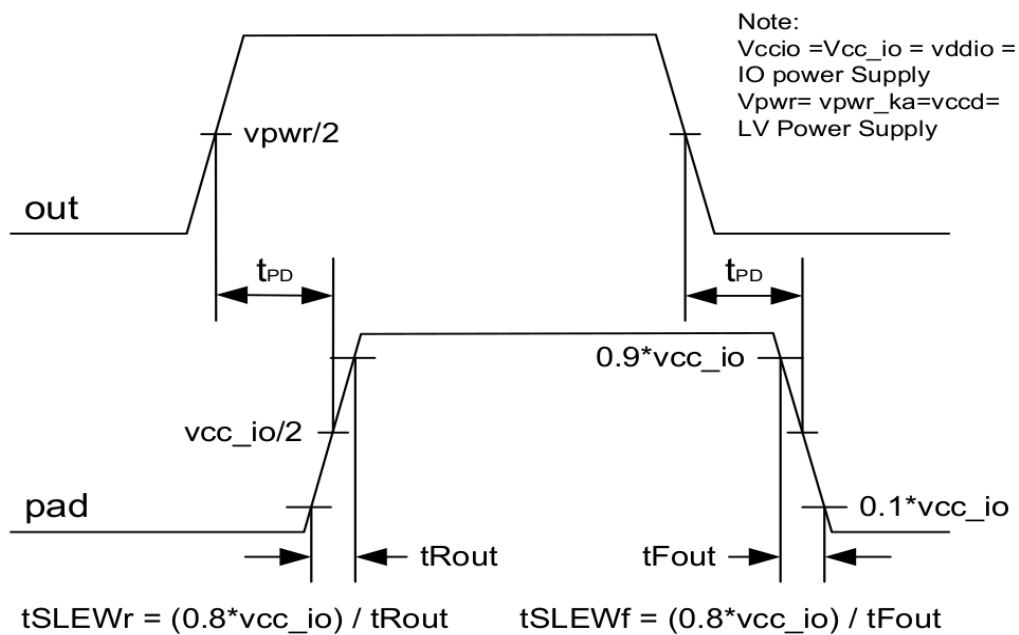 Note:
Vccio =Vcc_io = vddio =
IO power Supply
Vpwr= vpwr_ka=vccd=
LV Power Supply
vpwr/2
out
tPD
tPD
0.9*vcc_io
vcc_io/2
pad
0.1*vcc_io
tRout
tFout
tSLEWr = (0.8*vcc_io) / tRout
tSLEWf = (0.8*vcc_io) / tFout